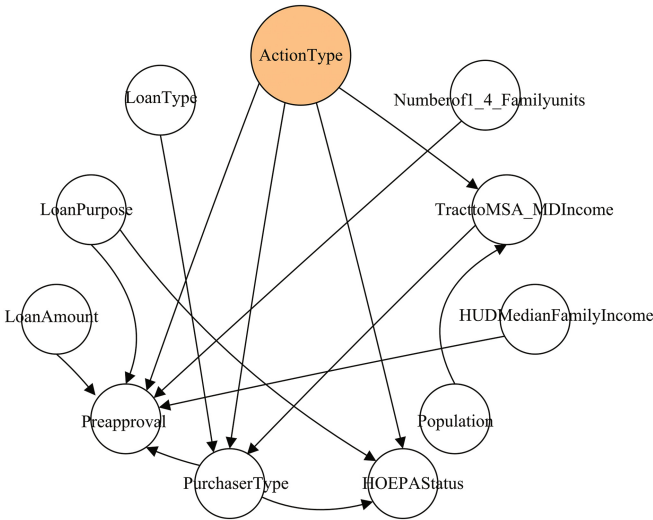 ActionType
LoanType
Numberof1_4_Familyunits
LoanPurpose
TracttoMSA_MDIncome
LoanAmount
HUDMedianFamilyIncome
Preapproval
Population
PurchaserType
HOEPAStatus